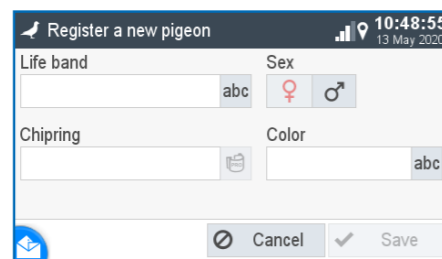 Register a new pigeon 10:48:55
13 May 2020
Life band Sex
abc
Chipring Color
abc
Cancel Save